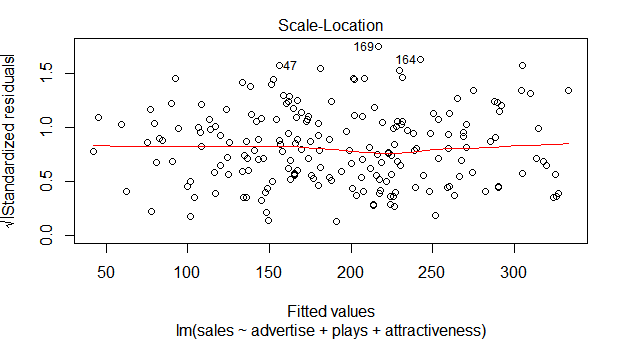 Scale-Location
√|Standardized residuals|
0.0 0.5 1.0 1.5
169
164
47
50 100 150 200 250 300
Fitted values
lm(sales ~ advertise + plays + attractiveness)